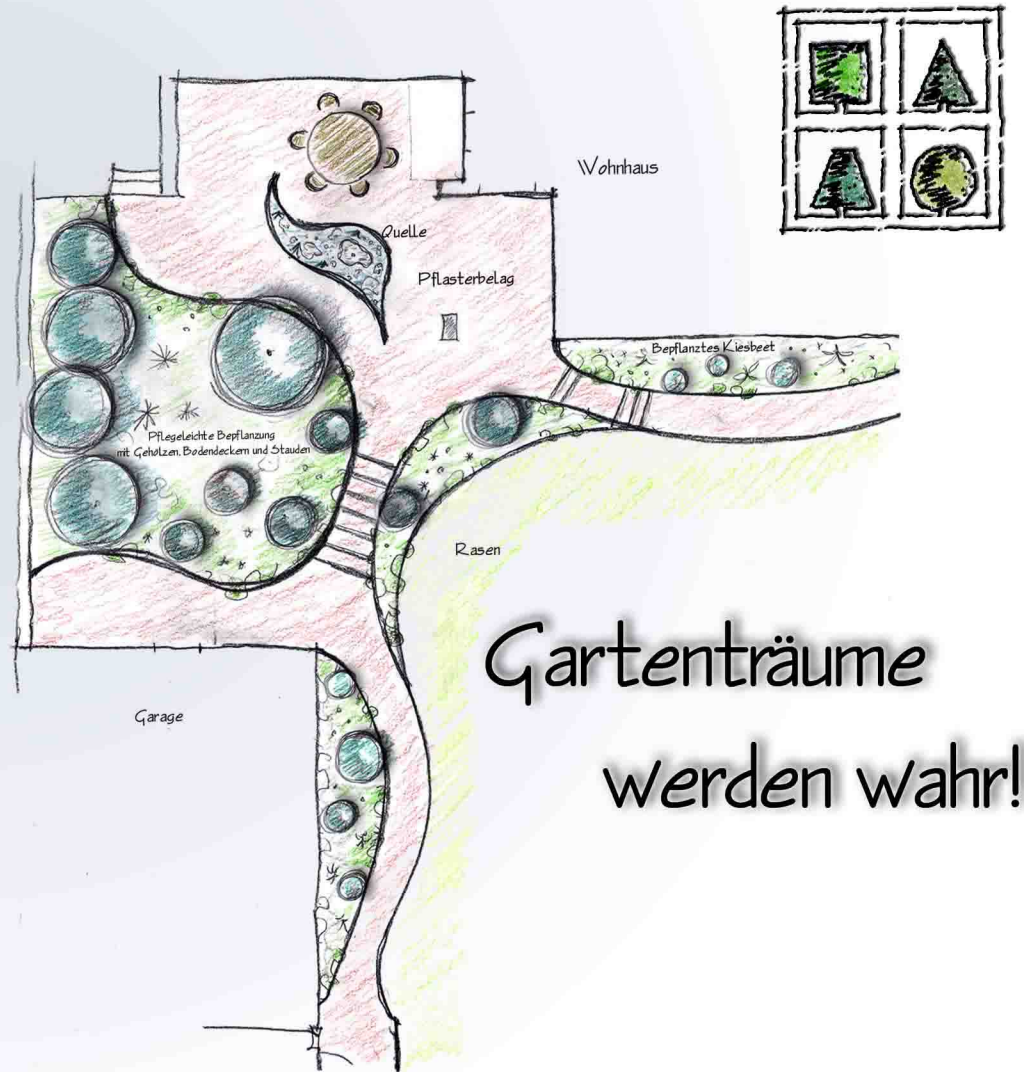 Wohnhaus
Quelle
Pflasterbelag
Bepflanztes Kiesbeet
Pflegeleichte Bepflanzung
mit Gehölzen, Bodendeckern und Stauden
Rasen
Gartenträume
werden wahr!
Garage